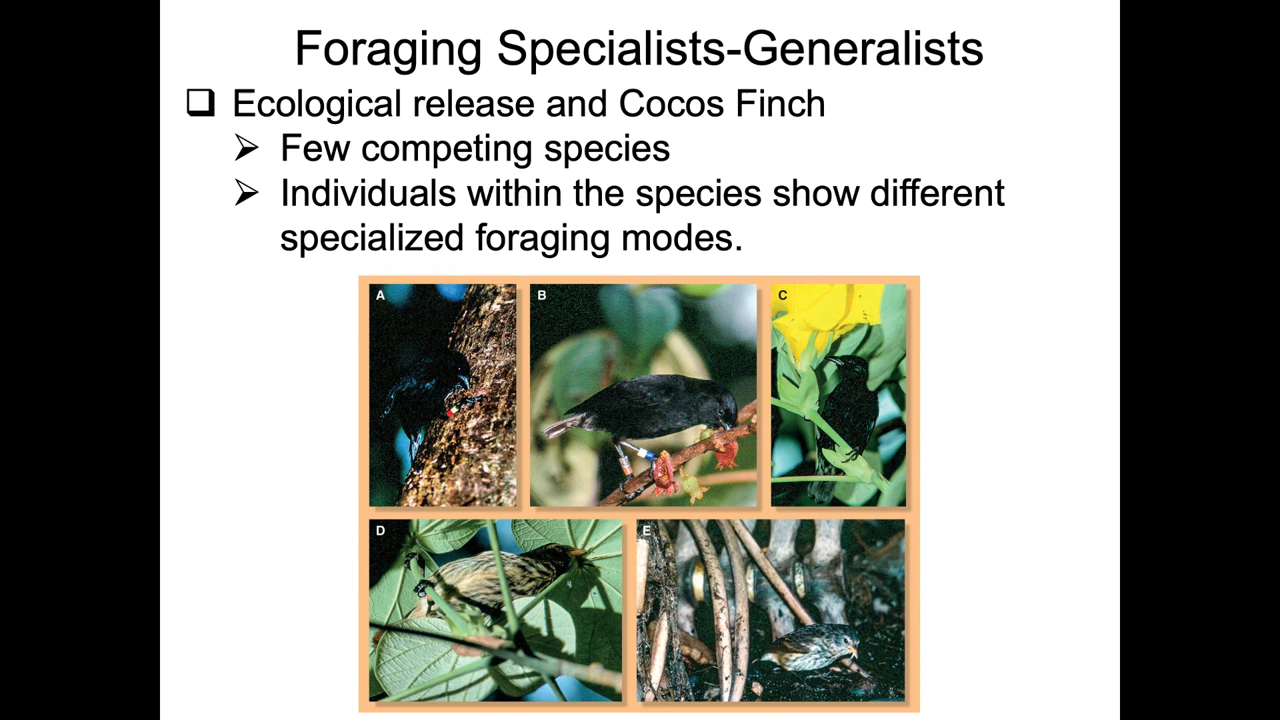 Foraging Specialists-Generalists
❑ Ecological release and Cocos Finch
➢ Few competing species
➢ Individuals within the species show different
specialized foraging modes.
A B C
D E